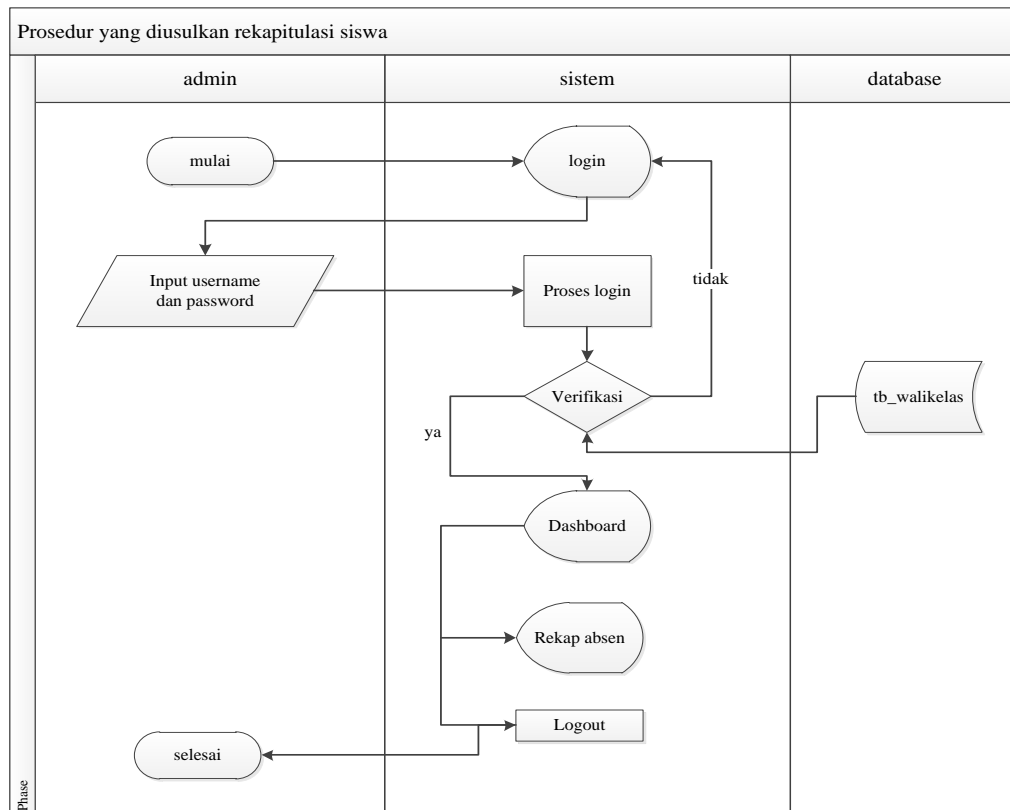 Prosedur yang diusulkan rekapitulasi siswa
admin
sistem
database
mulai
login
Input username
dan password
Proses login
tidak
Verifikasi
tb_walikelas
ya
Dashboard
Rekap absen
Logout
selesai
Phase